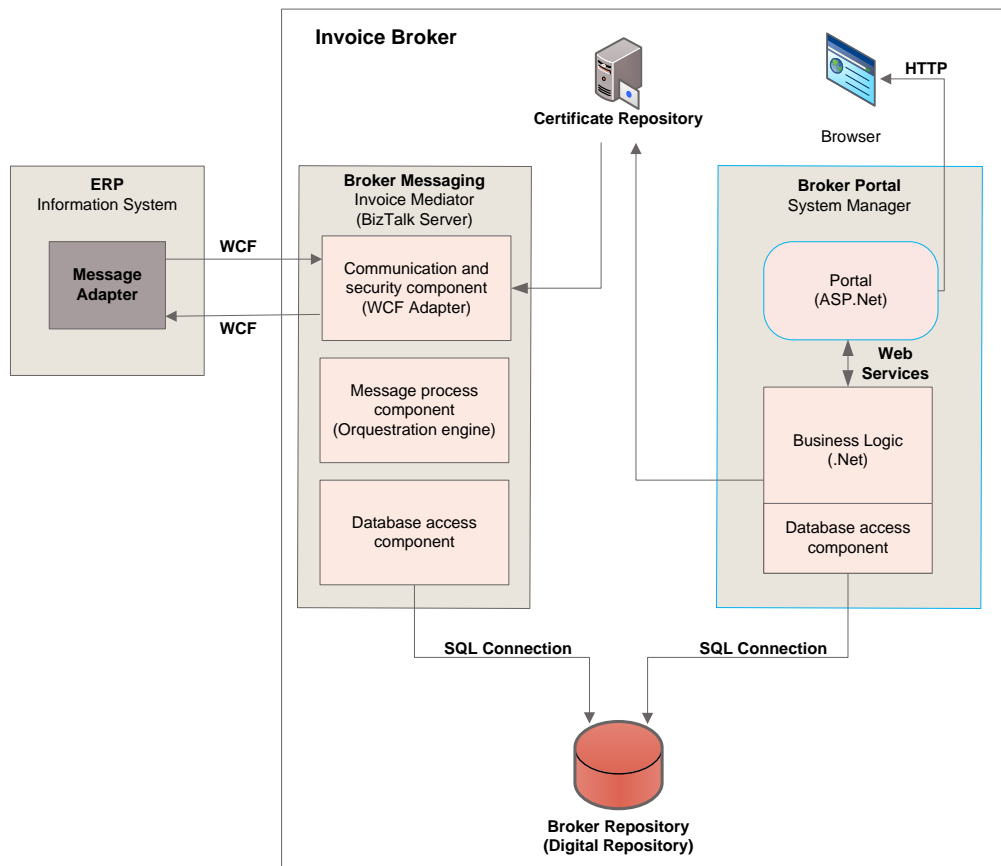 Invoice Broker
HTTP
Certificate Repository
Browser
ERP
Information System
Message
Adapter
WCF
WCF
Broker Messaging
Invoice Mediator
(BizTalk Server)
Communication and
security component
(WCF Adapter)
Message process
component
(Orquestration engine)
Database access
component
Broker Portal
System Manager
Portal
(ASP.Net)
Web
Services
Business Logic
(.Net)
Database access
component
SQL Connection
SQL Connection
Broker Repository
(Digital Repository)